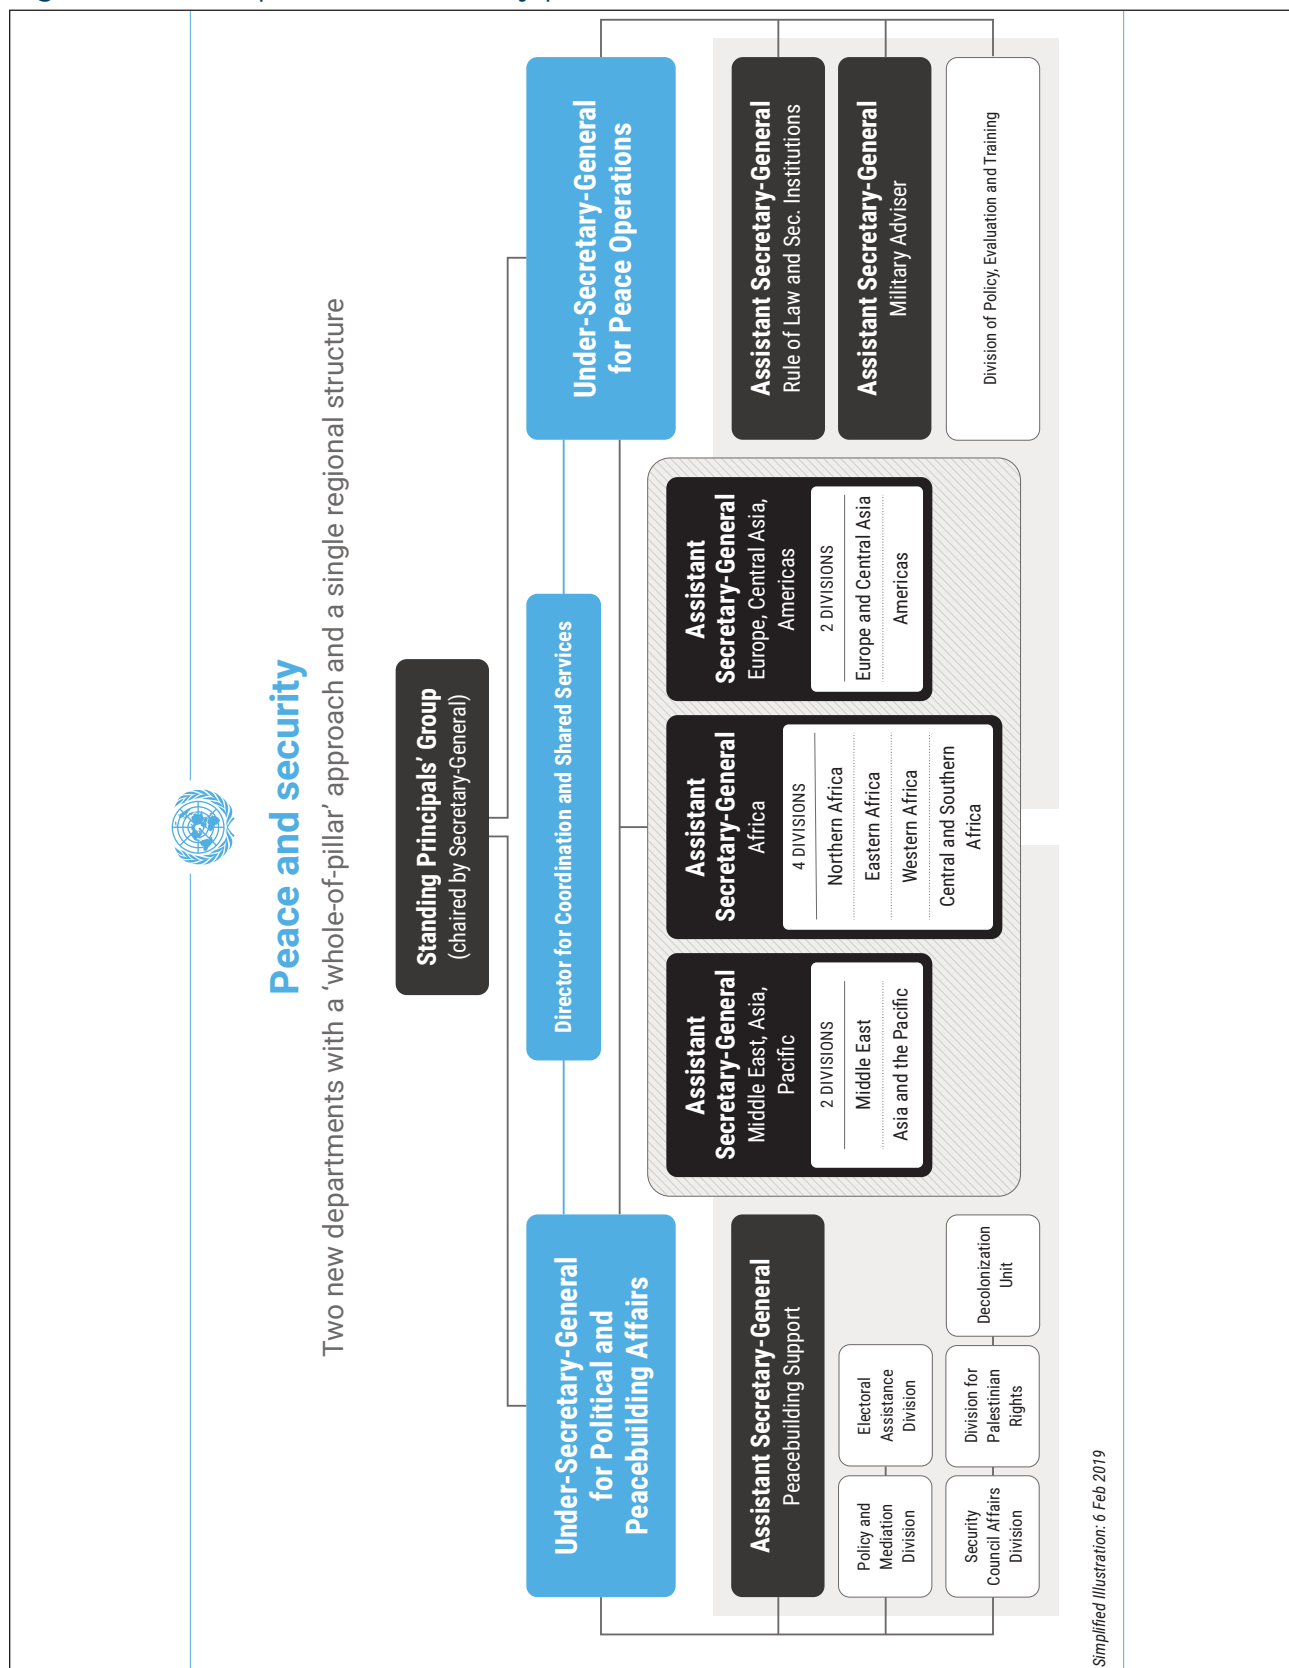 Peace and security
Two new departments with a ‘whole-of-pillar’ approach and a single regional structure
Standing Principals’ Group
(chaired by Secretary-General)
Under-Secretary-General
for Political and
Peacebuilding Affairs
Director for Coordination and Shared Services
Under-Secretary-General
for Peace Operations
Assistant Secretary-General
Peacebuilding Support
Policy and
Mediation
Division
Electoral
Assistance
Division
Security
Council Affairs
Division
Division for
Palestinian
Rights
Decolonization
Unit
Assistant
Secretary-General
Middle East, Asia,
Pacific
2 DIVISIONS
Middle East
Asia and the Pacific
Assistant
Secretary-General
Africa
4 DIVISIONS
Northern Africa
Eastern Africa
Western Africa
Central and Southern
Africa
Assistant
Secretary-General
Europe, Central Asia,
Americas
2 DIVISIONS
Europe and Central Asia
Americas
Assistant Secretary-General
Rule of Law and Sec. Institutions
Assistant Secretary-General
Military Adviser
Division of Policy, Evaluation and Training
Simplified Illustration: 6 Feb 2019